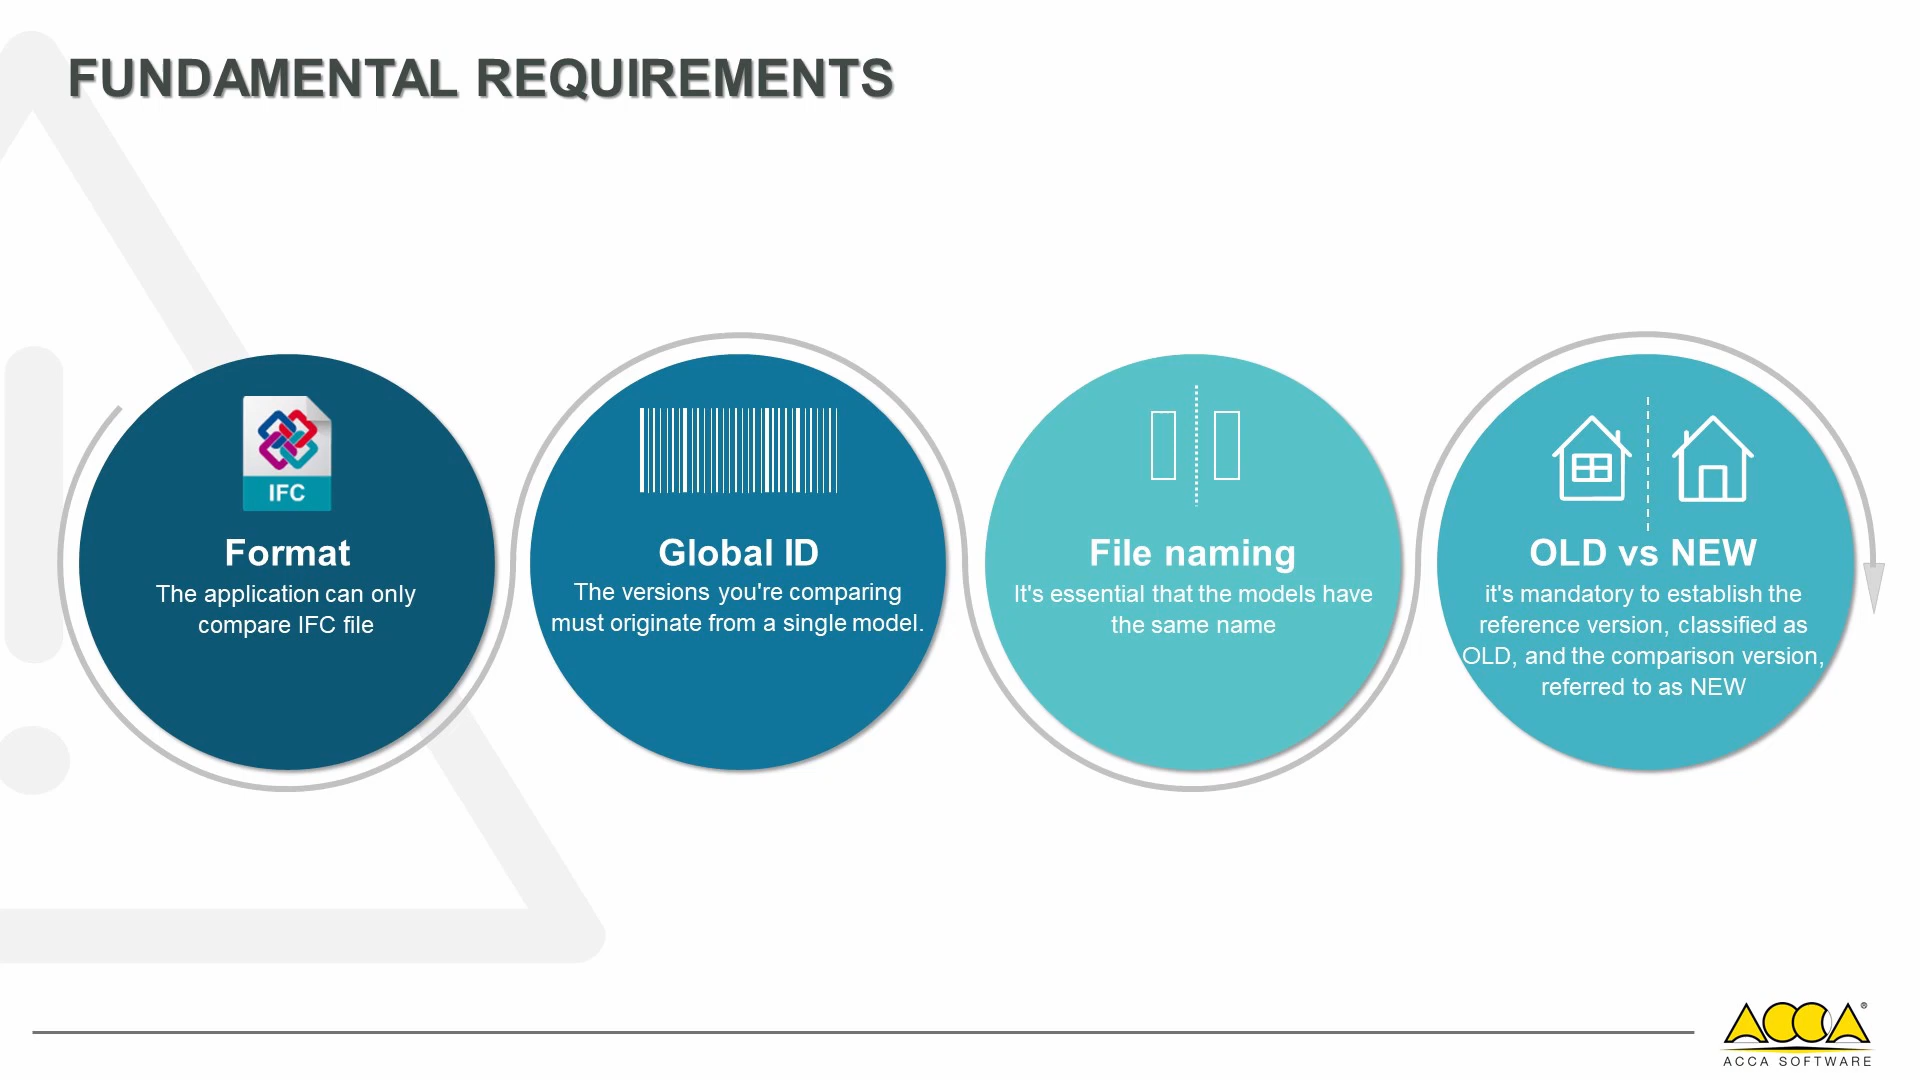 FUNDAMENTAL REQUIREMENTS
IFC
Format
The application can only
compare IFC file
Global ID
The versions you're comparing
must originate from a single model.
File naming
It's essential that the models have
the same name
OLD vs NEW
it's mandatory to establish the
reference version, classified as
OLD, and the comparison version,
referred to as NEW
ACCA®
ACCA SOFTWARE